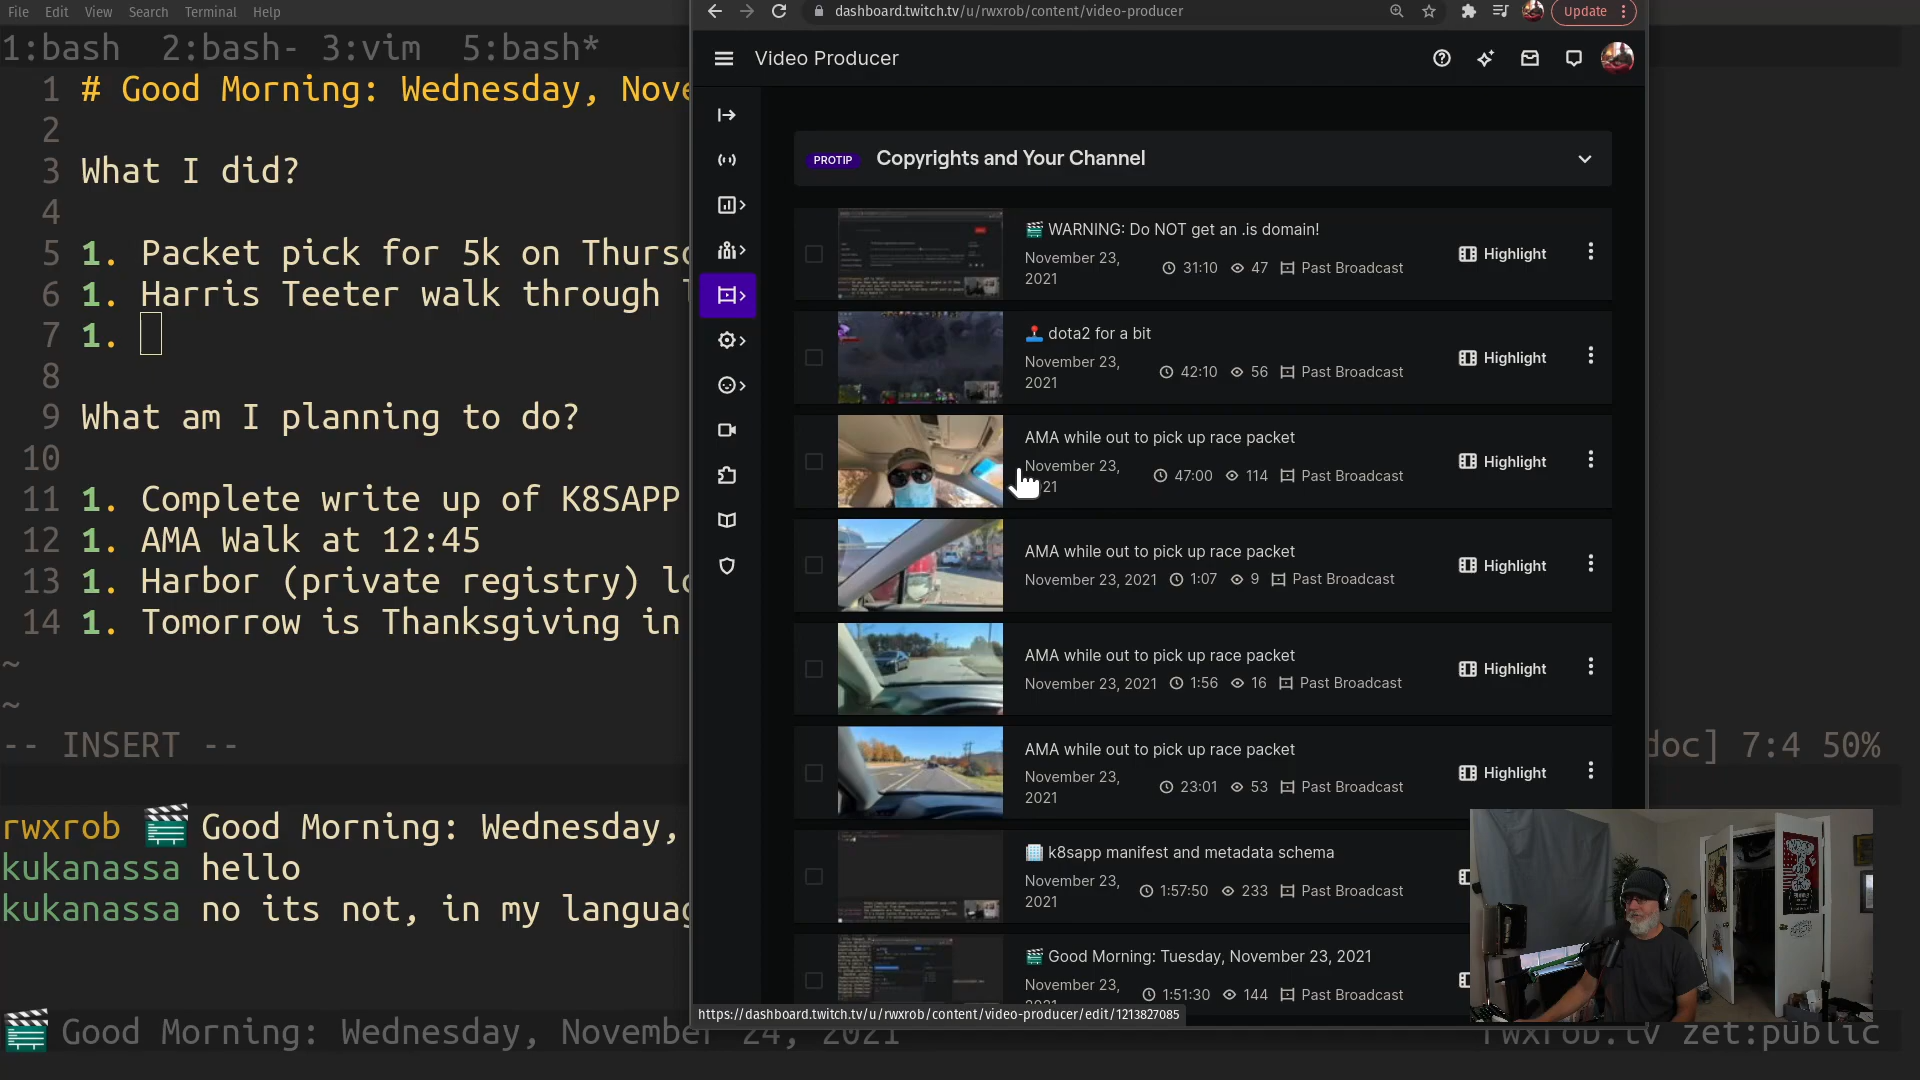 File Edit View Search Terminal Help
1:bash 2:bash- 3:vim 5:bash*
1 # Good Morning: Wednesday, Nove
2
3 What I did?
4
5 1. Packet pick for 5k on Thurs
6 1. Harris Teeter walk through
7 1.
8
9 What am I planning to do?
10
11 1. Complete write up of K8SAPP
12 1. AMA Walk at 12:45
13 1. Harbor (private registry) lo
14 1. Tomorrow is Thanksgiving in
~
~
-- INSERT --
doc] 7:4 50%
rwxrob 🎬 Good Morning: Wednesday,
kukanassa hello
kukanassa no its not, in my languag
🎬 Good Morning: Wednesday, November 24, 2021
rwxrob.tv zet:public
dashboard.twitch.tv/u/rwxrob/content/video-producer
Update
Video Producer
PROTIP Copyrights and Your Channel
🎬 WARNING: Do NOT get an .is domain!
November 23, 2021 31:10 47 Past Broadcast
Highlight
🕹️ dota2 for a bit
November 23, 2021 42:10 56 Past Broadcast
Highlight
AMA while out to pick up race packet
November 23, 21 47:00 114 Past Broadcast
Highlight
AMA while out to pick up race packet
November 23, 2021 1:07 9 Past Broadcast
Highlight
AMA while out to pick up race packet
November 23, 2021 1:56 16 Past Broadcast
Highlight
AMA while out to pick up race packet
November 23, 2021 23:01 53 Past Broadcast
Highlight
k8sapp manifest and metadata schema
November 23, 2021 1:57:50 233 Past Broadcast
🎬 Good Morning: Tuesday, November 23, 2021
November 23, 2021 1:51:30 144 Past Broadcast
https://dashboard.twitch.tv/u/rwxrob/content/video-producer/edit/1213827085